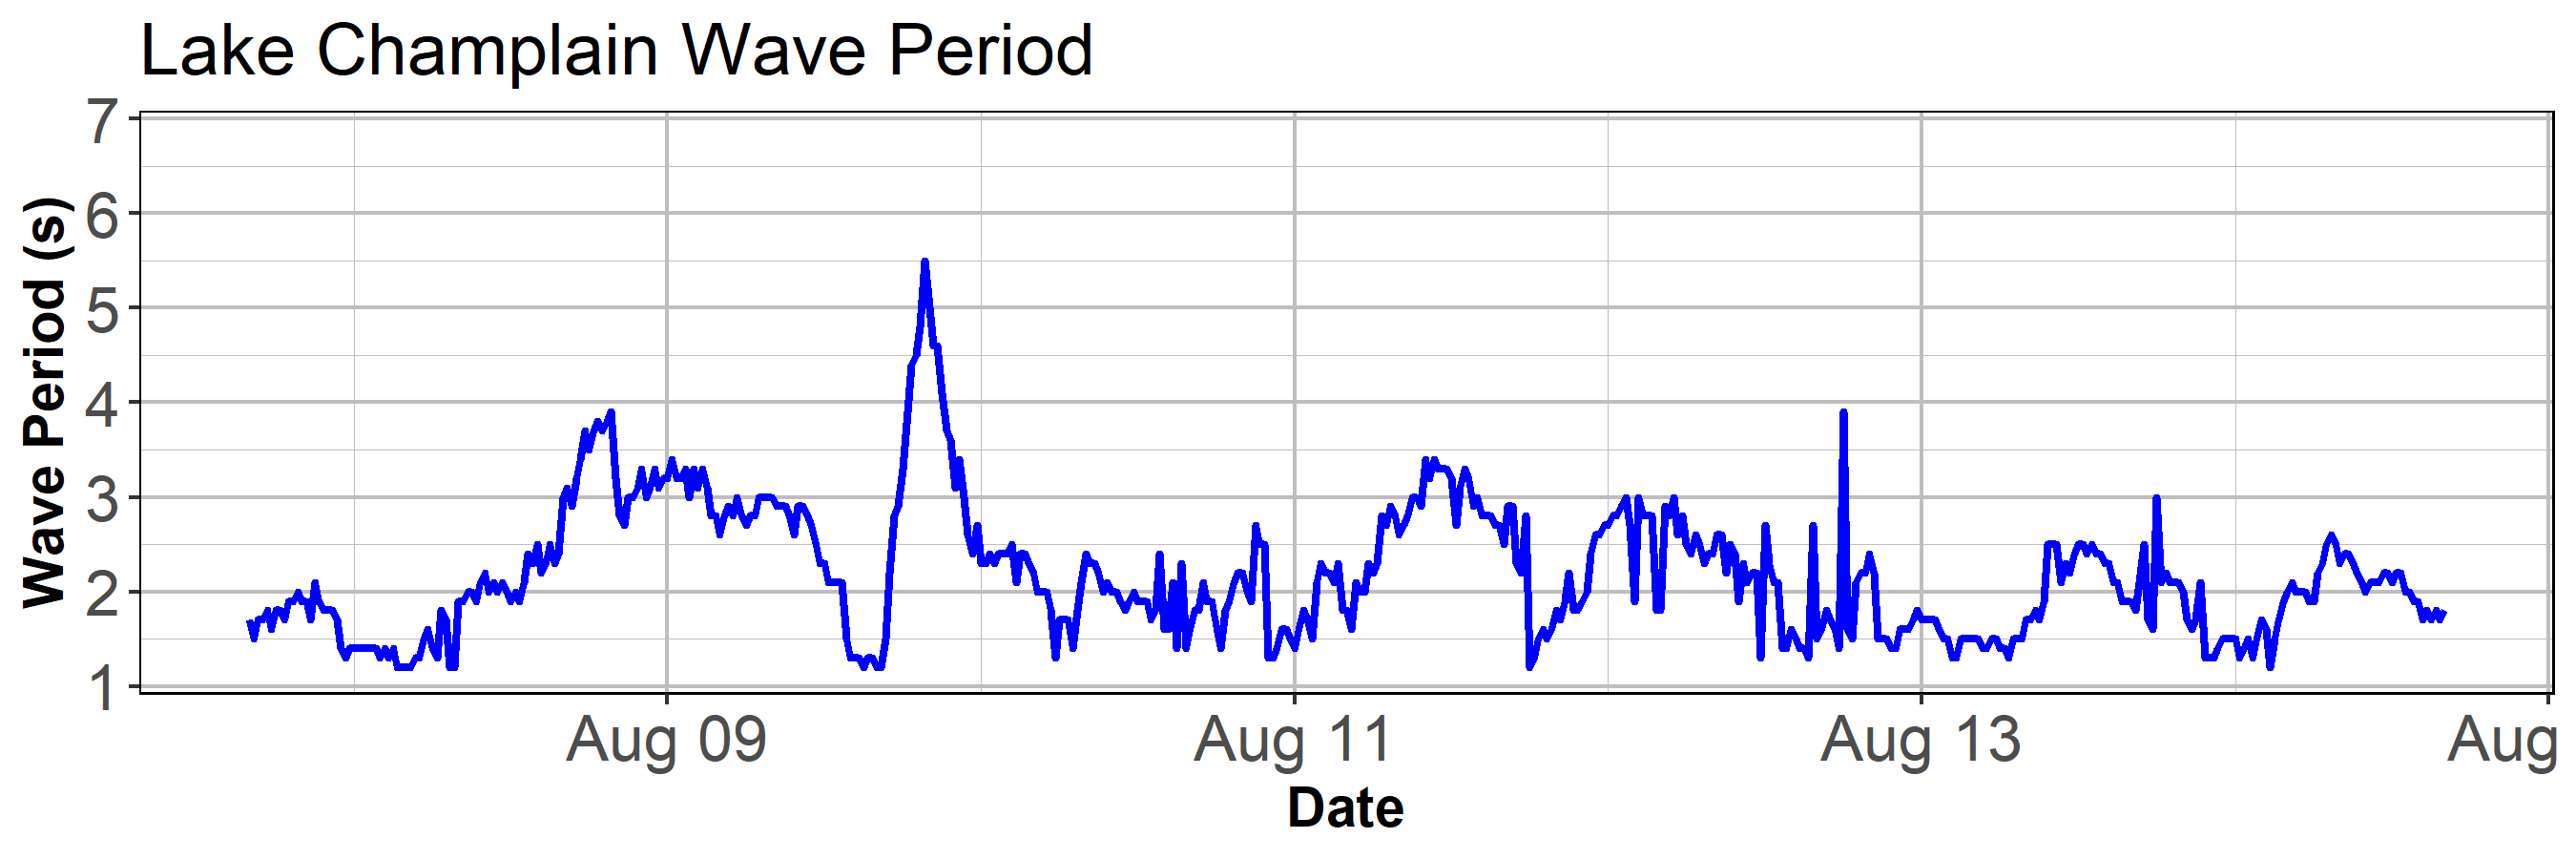 Lake Champlain Wave Period
Wave Period (s)
7
6
5
4
3
2
1
Aug 09
Aug 11
Aug 13
Aug
Date